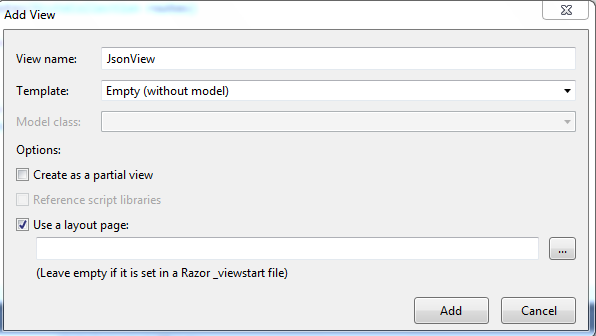 Add View
View name: JsonView
Template: Empty (without model)
Model class:
Options:
Create as a partial view
Reference script libraries
Use a layout page:
...
(Leave empty if it is set in a Razor _viewstart file)
Add Cancel